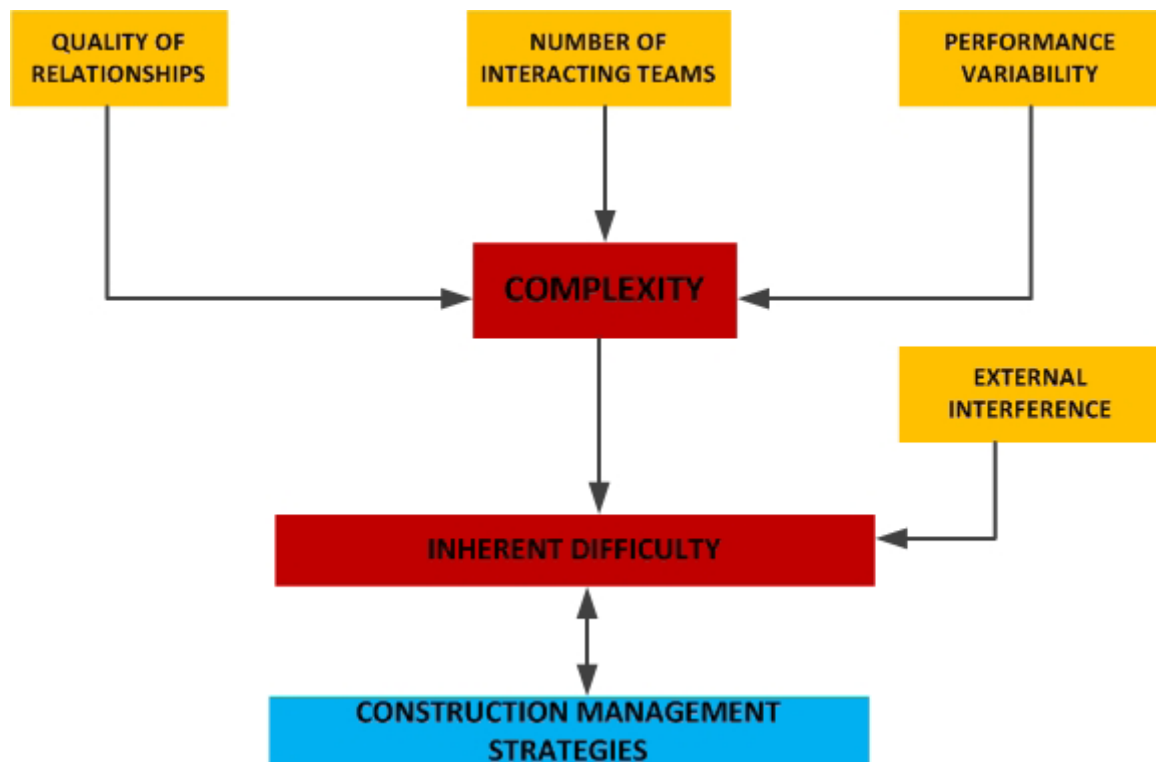 QUALITY OF
RELATIONSHIPS
NUMBER OF
INTERACTING TEAMS
PERFORMANCE
VARIABILITY
COMPLEXITY
EXTERNAL
INTERFERENCE
INHERENT DIFFICULTY
CONSTRUCTION MANAGEMENT
STRATEGIES